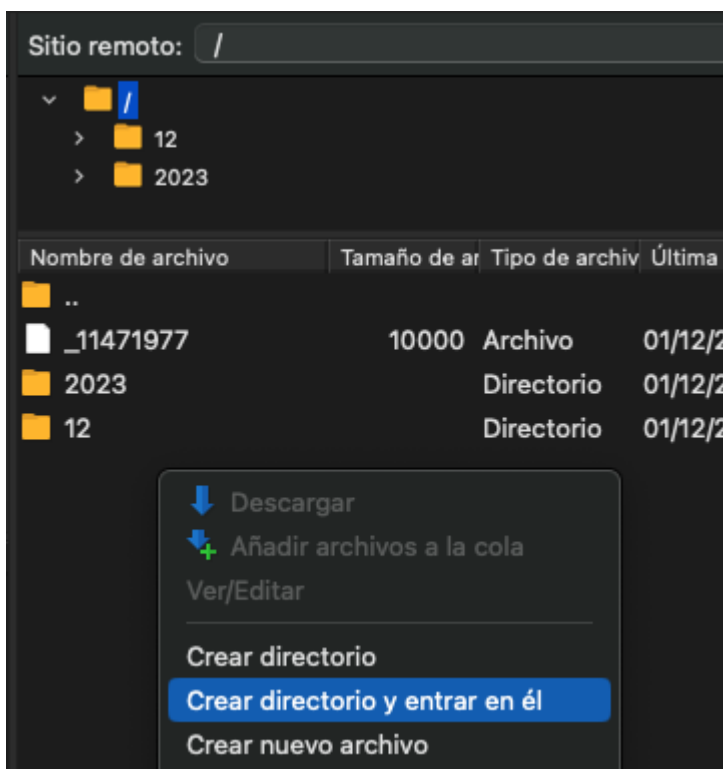 Sitio remoto: /
/
12
2023
Nombre de archivo Tamaño de ar Tipo de archiv Última
..
_11471977 10000 Archivo 01/12/2
2023 Directorio 01/12/2
12 Directorio 01/12/2
Descargar
Añadir archivos a la cola
Ver/Editar
Crear directorio
Crear directorio y entrar en él
Crear nuevo archivo